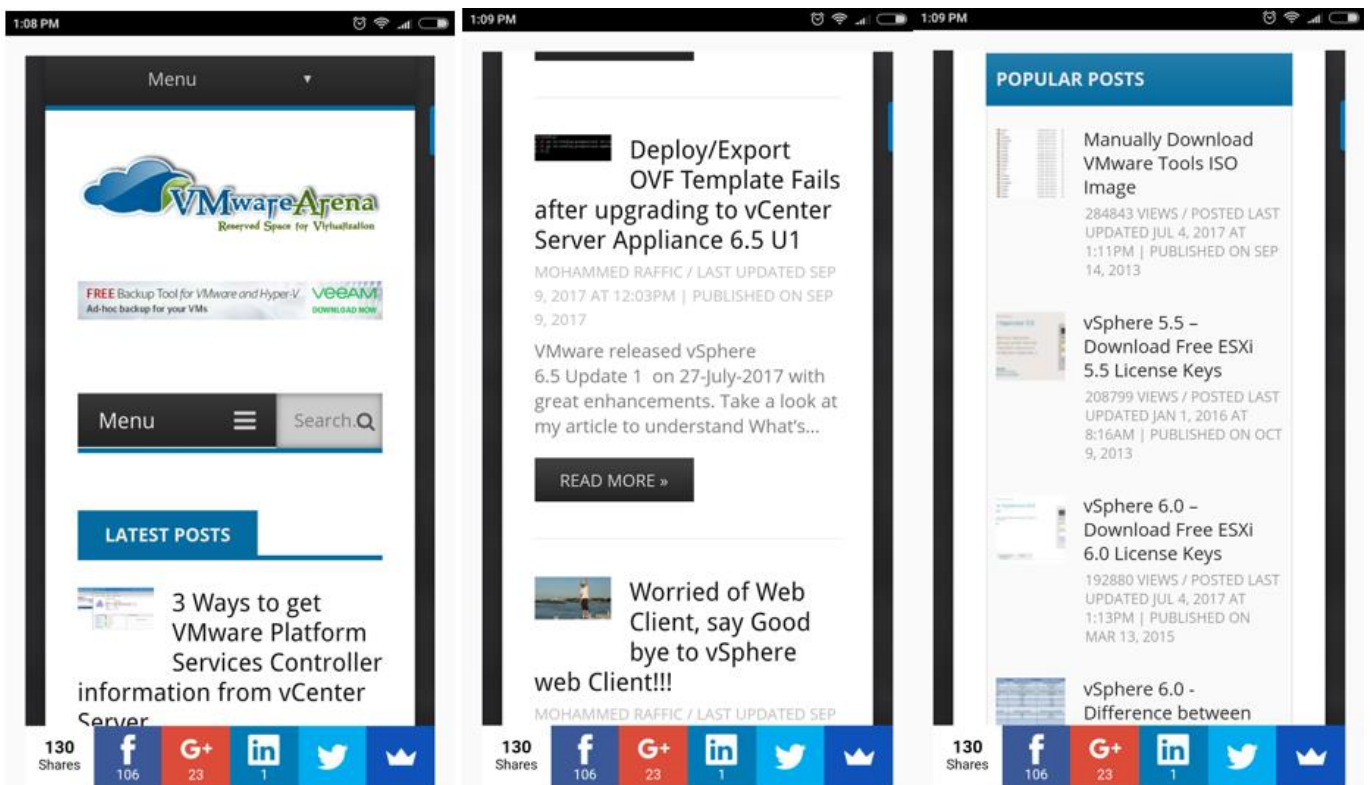 1:08 PM
Menu
VMwareArena
Reserved Space for Virtualization
FREE Backup Tool for VMware and Hyper-V
Ad-hoc backup for your VMs
VEEAM
DOWNLOAD NOW
Menu
Search.
LATEST POSTS
3 Ways to get
VMware Platform
Services Controller
information from vCenter
Server
130
Shares
106
G+
23
in
1
1:09 PM
Deploy/Export
OVF Template Fails
after upgrading to vCenter
Server Appliance 6.5 U1
MOHAMMED RAFFIC / LAST UPDATED SEP
9, 2017 AT 12:03PM | PUBLISHED ON SEP
9, 2017
VMware released vSphere
6.5 Update 1 on 27-July-2017 with
great enhancements. Take a look at
my article to understand What's...
READ MORE »
Worried of Web
Client, say Good
bye to vSphere
web Client!!!
MOHAMMED RAFFIC / LAST UPDATED SEP
130
Shares
106
G+
23
in
1
1:09 PM
POPULAR POSTS
Manually Download
VMware Tools ISO
Image
284843 VIEWS / POSTED LAST
UPDATED JUL 4, 2017 AT
1:11PM | PUBLISHED ON SEP
14, 2013
vSphere 5.5 –
Download Free ESXi
5.5 License Keys
208799 VIEWS / POSTED LAST
UPDATED JAN 1, 2016 AT
8:16AM | PUBLISHED ON OCT
9, 2013
vSphere 6.0 –
Download Free ESXi
6.0 License Keys
192880 VIEWS / POSTED LAST
UPDATED JUL 4, 2017 AT
1:13PM | PUBLISHED ON
MAR 13, 2015
vSphere 6.0 -
Difference between
130
Shares
106
G+
23
in
1